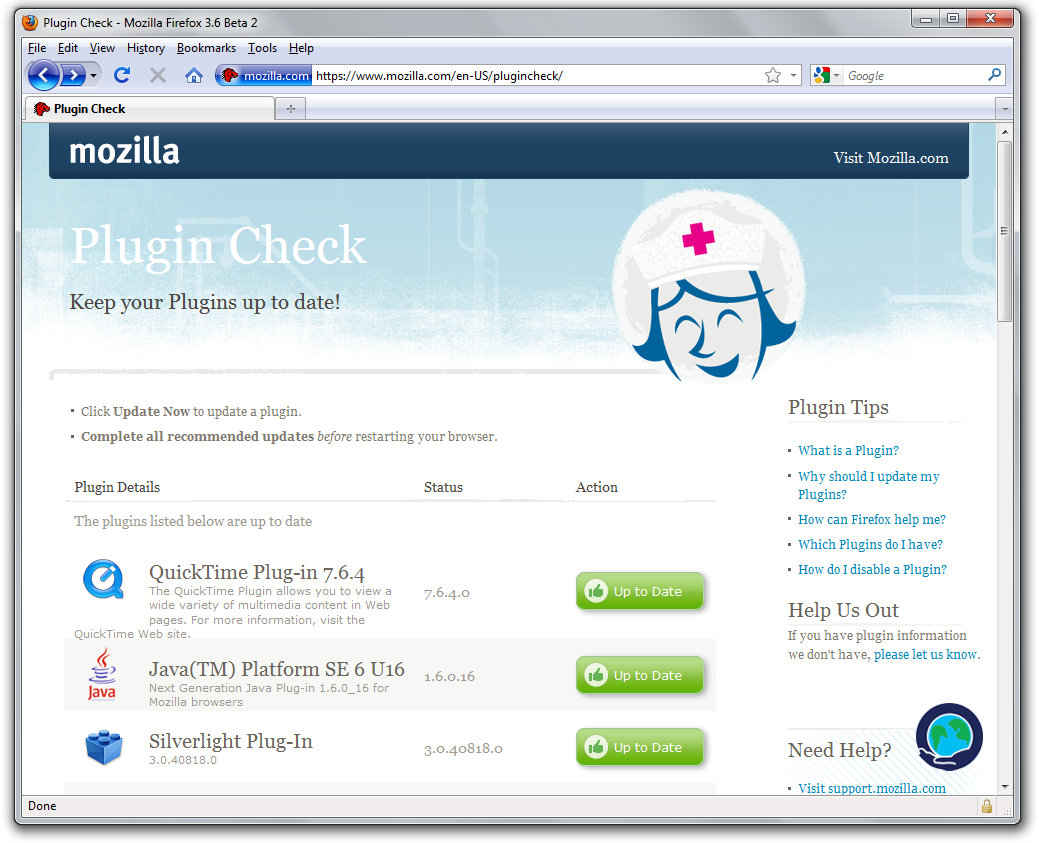 Plugin Check - Mozilla Firefox 3.6 Beta 2
File Edit View History Bookmarks Tools Help
mozilla.com https://www.mozilla.com/en-US/plugincheck/ Google
Plugin Check
mozilla
Visit Mozilla.com
Plugin Check
Keep your Plugins up to date!
Click Update Now to update a plugin.
Complete all recommended updates before restarting your browser.
Plugin Details Status Action
The plugins listed below are up to date
QuickTime Plug-in 7.6.4
The QuickTime Plugin allows you to view a
wide variety of multimedia content in Web
pages. For more information, visit the
QuickTime Web site.
7.6.4.0
Up to Date
Java
Java(TM) Platform SE 6 U16
Next Generation Java Plug-in 1.6.0_16 for
Mozilla browsers
1.6.0.16
Up to Date
Silverlight Plug-In
3.0.40818.0
3.0.40818.0
Up to Date
Plugin Tips
What is a Plugin?
Why should I update my
Plugins?
How can Firefox help me?
Which Plugins do I have?
How do I disable a Plugin?
Help Us Out
If you have plugin information
we don't have, please let us know.
Need Help?
Visit support.mozilla.com
Done